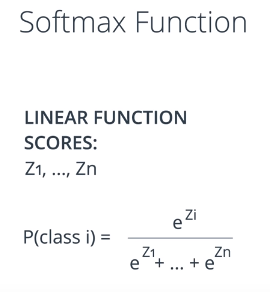 Softmax Function
LINEAR FUNCTION
SCORES:
Z1, ..., Zn
P(class i) = e^Zi / e^Z1 + ... + e^Zn